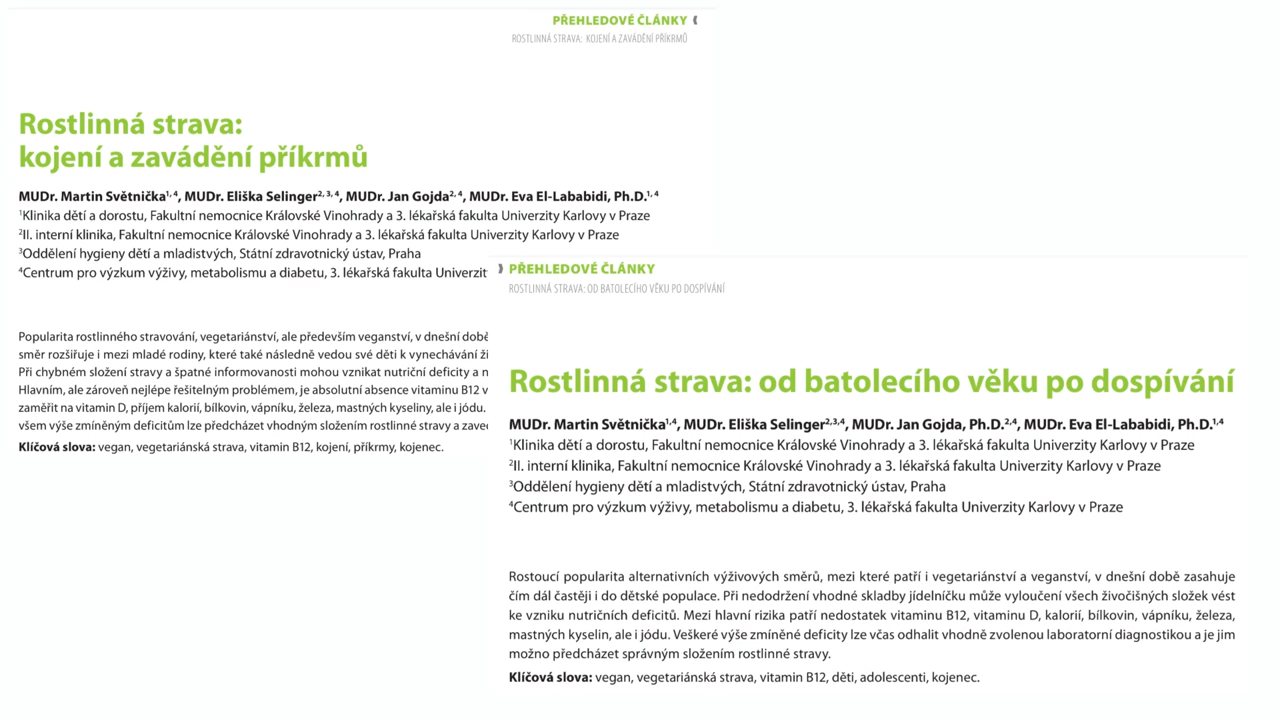 PŘEHLEDOVÉ ČLÁNKY
ROSTLINNÁ STRAVA: KOJENÍ A ZAVÁDĚNÍ PŘÍKRMŮ
Rostlinná strava:
kojení a zavádění příkrmů
MUDr. Martin Světnička1, 4, MUDr. Eliška Selinger2, 3, 4, MUDr. Jan Gojda2, 4, MUDr. Eva El-Lababidi, Ph.D.1, 4
1Klinika dětí a dorostu, Fakultní nemocnice Královské Vinohrady a 3. lékařská fakulta Univerzity Karlovy v Praze
2II. interní klinika, Fakultní nemocnice Královské Vinohrady a 3. lékařská fakulta Univerzity Karlovy v Praze
3Oddělení hygieny dětí a mladistvých, Státní zdravotnický ústav, Praha
4Centrum pro výzkum výživy, metabolismu a diabetu, 3. lékařská fakulta Univerzit
Popularita rostlinného stravování, vegetariánství, ale především veganství, v dnešní době
směr rozšiřuje i mezi mladé rodiny, které také následně vedou své děti k vynechávání ži
Při chybném složení stravy a špatné informovanosti mohou vznikat nutriční deficity a n
Hlavním, ale zároveň nejlépe řešitelným problémem, je absolutní absence vitaminu B12 v
zaměřit na vitamin D, příjem kalorií, bílkovin, vápníku, železa, mastných kyseliny, ale i jódu.
všem výše zmíněným deficitům lze předcházet vhodným složením rostlinné stravy a zaved
Klíčová slova: vegan, vegetariánská strava, vitamin B12, kojení, příkrmy, kojenec.
PŘEHLEDOVÉ ČLÁNKY
ROSTLINNÁ STRAVA: OD BATOLECÍHO VĚKU PO DOSPÍVÁNÍ
Rostlinná strava: od batolecího věku po dospívání
MUDr. Martin Světnička1,4, MUDr. Eliška Selinger2,3,4, MUDr. Jan Gojda, Ph.D.2,4, MUDr. Eva El-Lababidi, Ph.D.1,4
1Klinika dětí a dorostu, Fakultní nemocnice Královské Vinohrady a 3. lékařská fakulta Univerzity Karlovy v Praze
2II. interní klinika, Fakultní nemocnice Královské Vinohrady a 3. lékařská fakulta Univerzity Karlovy v Praze
3Oddělení hygieny dětí a mladistvých, Státní zdravotnický ústav, Praha
4Centrum pro výzkum výživy, metabolismu a diabetu, 3. lékařská fakulta Univerzity Karlovy v Praze
Rostoucí popularita alternativních výživových směrů, mezi které patří i vegetariánství a veganství, v dnešní době zasahuje
čím dál častěji i do dětské populace. Při nedodržení vhodné skladby jídelníčku může vyloučení všech živočišných složek vést
ke vzniku nutričních deficitů. Mezi hlavní rizika patří nedostatek vitaminu B12, vitaminu D, kalorií, bílkovin, vápníku, železa,
mastných kyselin, ale i jódu. Veškeré výše zmíněné deficity lze včas odhalit vhodně zvolenou laboratorní diagnostikou a je jim
možno předcházet správným složením rostlinné stravy.
Klíčová slova: vegan, vegetariánská strava, vitamin B12, děti, adolescenti, kojenec.